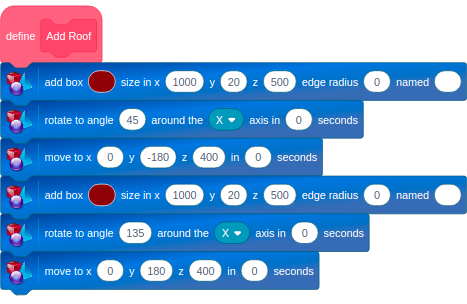 define Add Roof
add box size in x 1000 y 20 z 500 edge radius 0 named
rotate to angle 45 around the X axis in 0 seconds
move to x 0 y -180 z 400 in 0 seconds
add box size in x 1000 y 20 z 500 edge radius 0 named
rotate to angle 135 around the X axis in 0 seconds
move to x 0 y 180 z 400 in 0 seconds